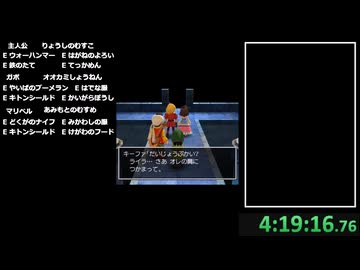 主人公　りょうしのむすこ
E ウォーハンマー　E はがねのよろい
E 鉄のたて　E てっかめん
ガボ　オオカミしょうねん
E やいばのブーメラン　E はでな服
E キトンシールド　E かいがらぼうし
マリベル　あみもとのむすめ
E どくがのナイフ　E みかわしの服
E キトンシールド　E けがわのフード
キーファ「だいじょうぶかい?
ライラ… さあ オレの肩に
つかまって。
4:19:16.76